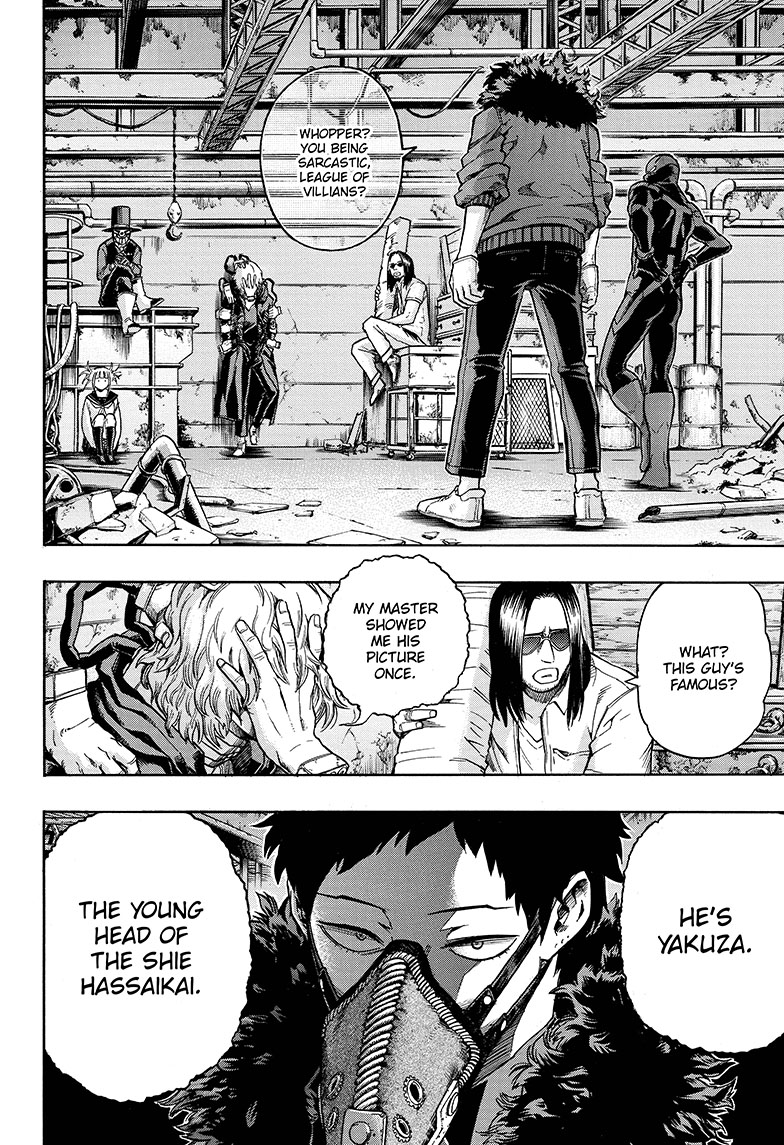 WHOPPER?
YOU BEING
SARCASTIC,
LEAGUE OF
VILLIANS?
WHAT?
THIS GUY'S
FAMOUS?
MY MASTER
SHOWED
ME HIS
PICTURE
ONCE.
HE'S
YAKUZA.
THE YOUNG
HEAD OF
THE SHIE
HASSAIKAI.